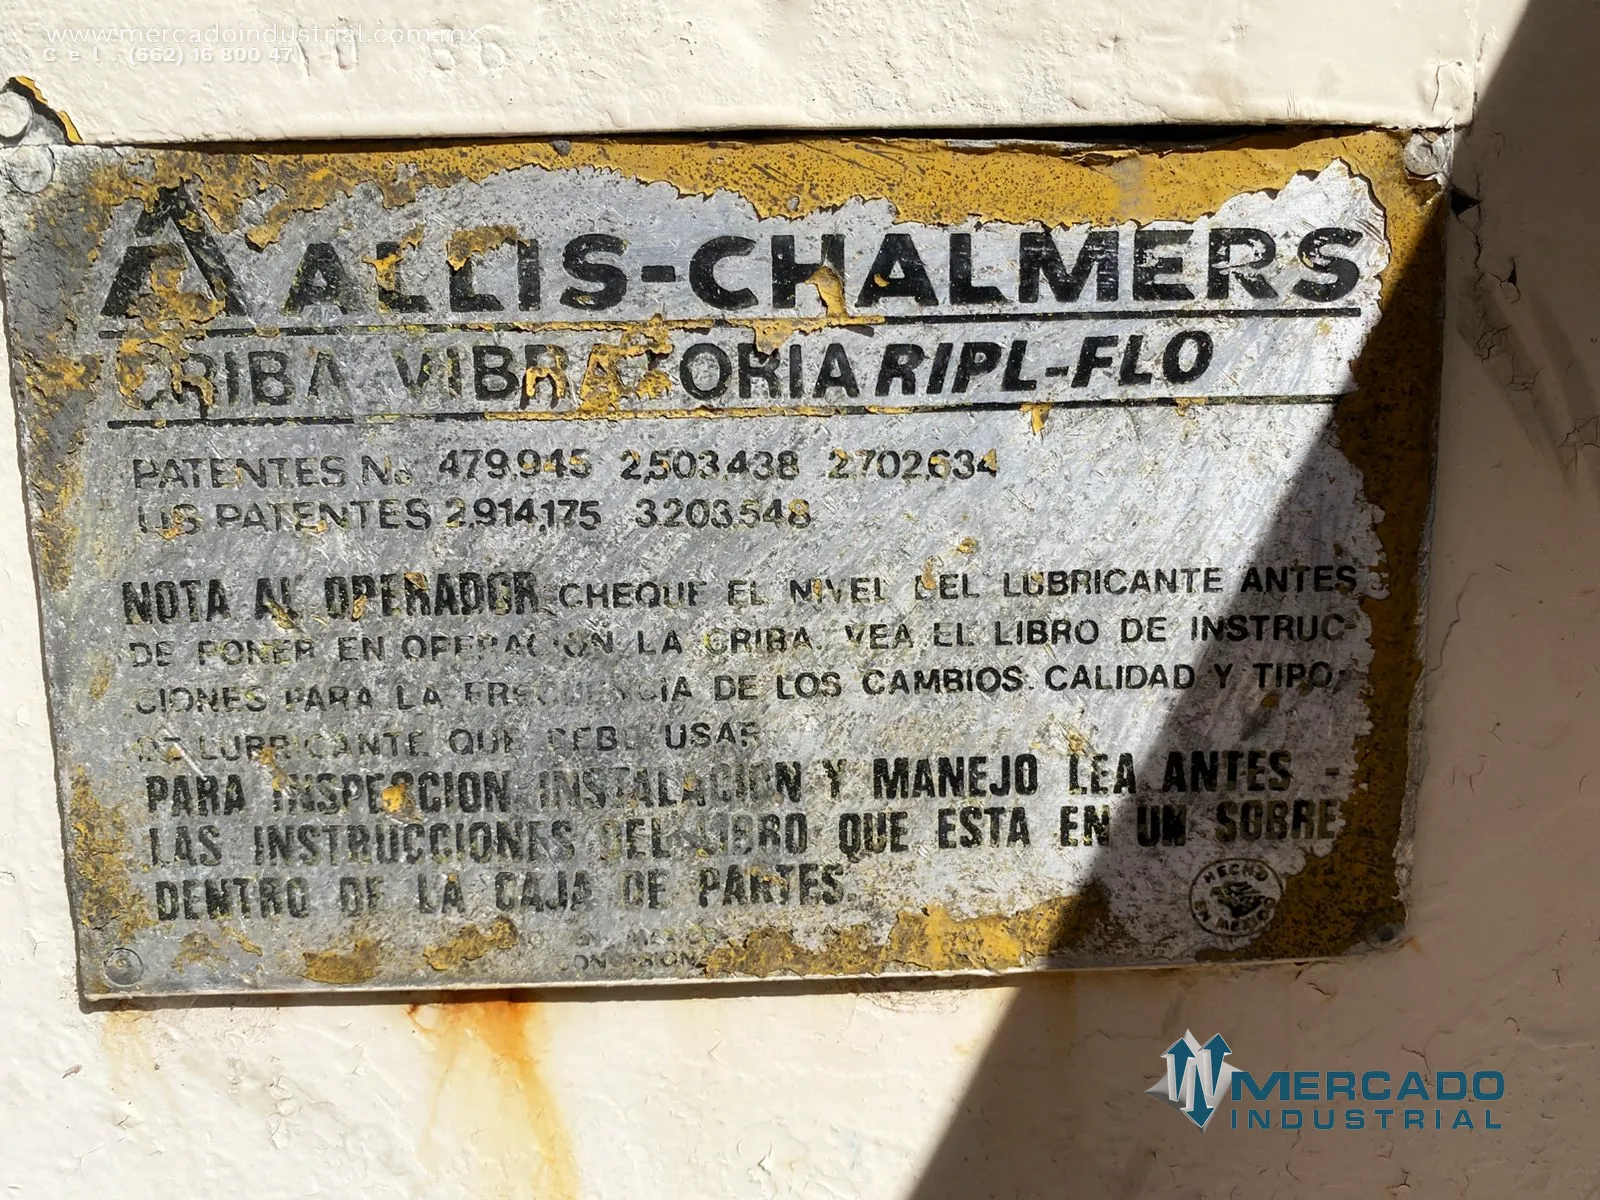 www.mercadoindustrial.com.mx
Cel. (662) 16 800 47
ALLIS-CHALMERS
CRIBA VIBRATORIA RIPL-FLO
PATENTES No 479.945 2,503,438 2,702,634
US PATENTES 2,914,175 3203548
NOTA AL OPERADOR CHEQUE EL NIVEL DEL LUBRICANTE ANTES
DE PONER EN OPERACION LA CRIBA. VEA EL LIBRO DE INSTRUC-
CIONES PARA LA FRECUENCIA DE LOS CAMBIOS. CALIDAD Y TIPO
DE LUBRICANTE QUE DEBE USAR
PARA INSPECCION INSTALACION Y MANEJO LEA ANTES -
LAS INSTRUCCIONES DEL LIBRO QUE ESTA EN UN SOBRE
DENTRO DE LA CAJA DE PARTES.
HECHO EN MEXICO
MERCADO
INDUSTRIAL